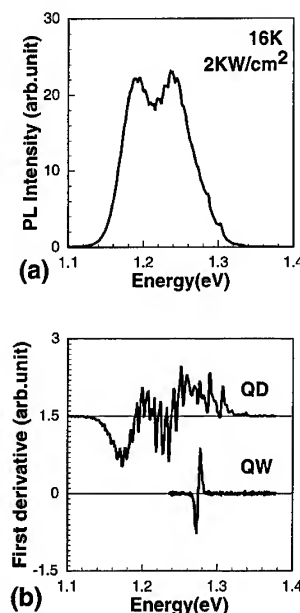 30
20
10
0
PL Intensity (arb.unit)
16K
2KW/cm²
1.1 1.2 1.3 1.4
Energy(eV)
(a)
3
1.5
0
-1.5
First derivative (arb.unit)
QD
QW
1.1 1.2 1.3 1.4
Energy(eV)
(b)